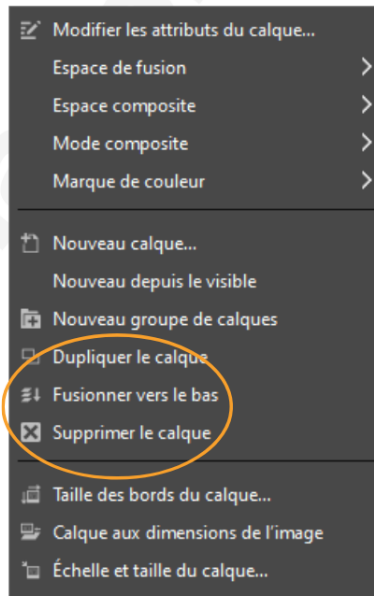 Modifier les attributs du calque...
Espace de fusion
Espace composite
Mode composite
Marque de couleur
Nouveau calque...
Nouveau depuis le visible
Nouveau groupe de calques
Dupliquer le calque
Fusionner vers le bas
Supprimer le calque
Taille des bords du calque...
Calque aux dimensions de l’image
Échelle et taille du calque...